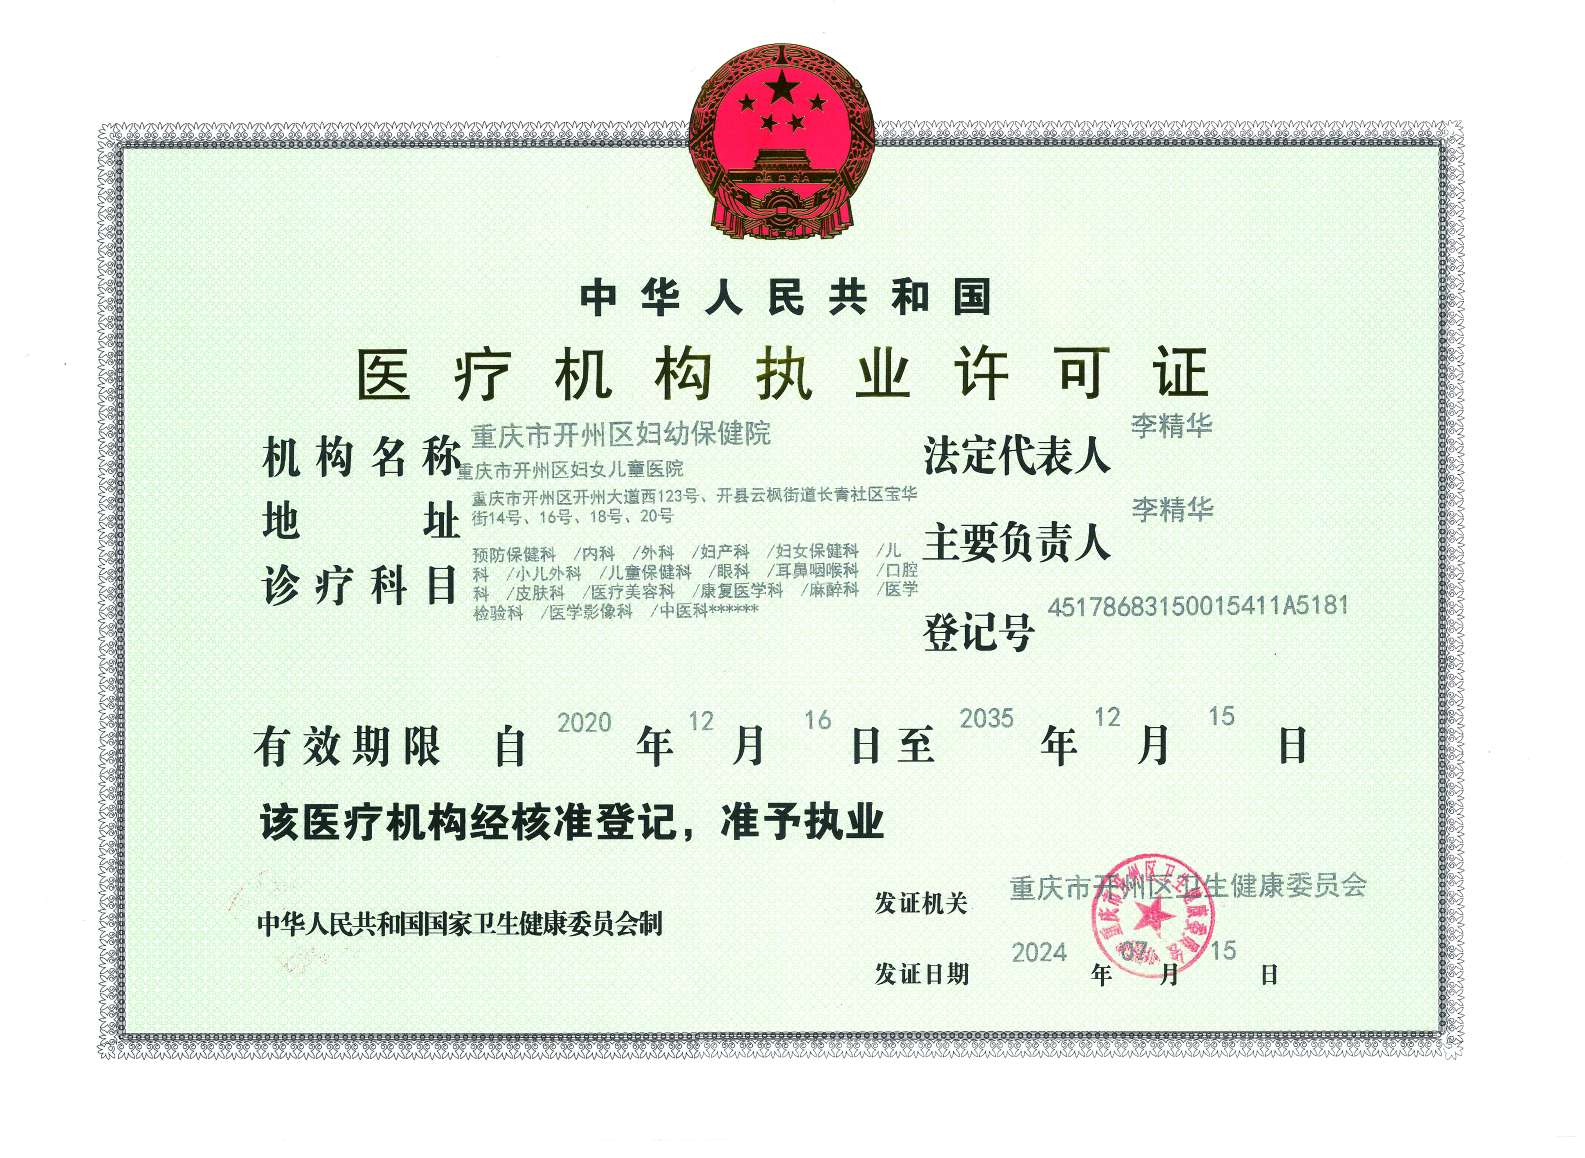 中华人民共和国
医疗机构执业许可证
机构名称 重庆市开州区妇幼保健院
重庆市开州区妇女儿童医院
地址 重庆市开州区开州大道西123号、开县云枫街道长青社区宝华
街14号、16号、18号、20号
诊疗科目 预防保健科 /内科 /外科 /妇产科 /妇女保健科 /儿
科 /小儿外科 /儿童保健科 /眼科 /耳鼻咽喉科 /口腔
科 /皮肤科 /医疗美容科 /康复医学科 /麻醉科 /医学
检验科 /医学影像科 /中医科******
法定代表人 李精华
主要负责人 李精华
登记号 45178683150015411A5181
有效期限 自 2020 年 12 月 16 日至 2035 年 12 月 15 日
该医疗机构经核准登记，准予执业
中华人民共和国国家卫生健康委员会制
发证机关 重庆市开州区卫生健康委员会
发证日期 2024 年 07 月 15 日
重庆市开州区卫生健康委员会